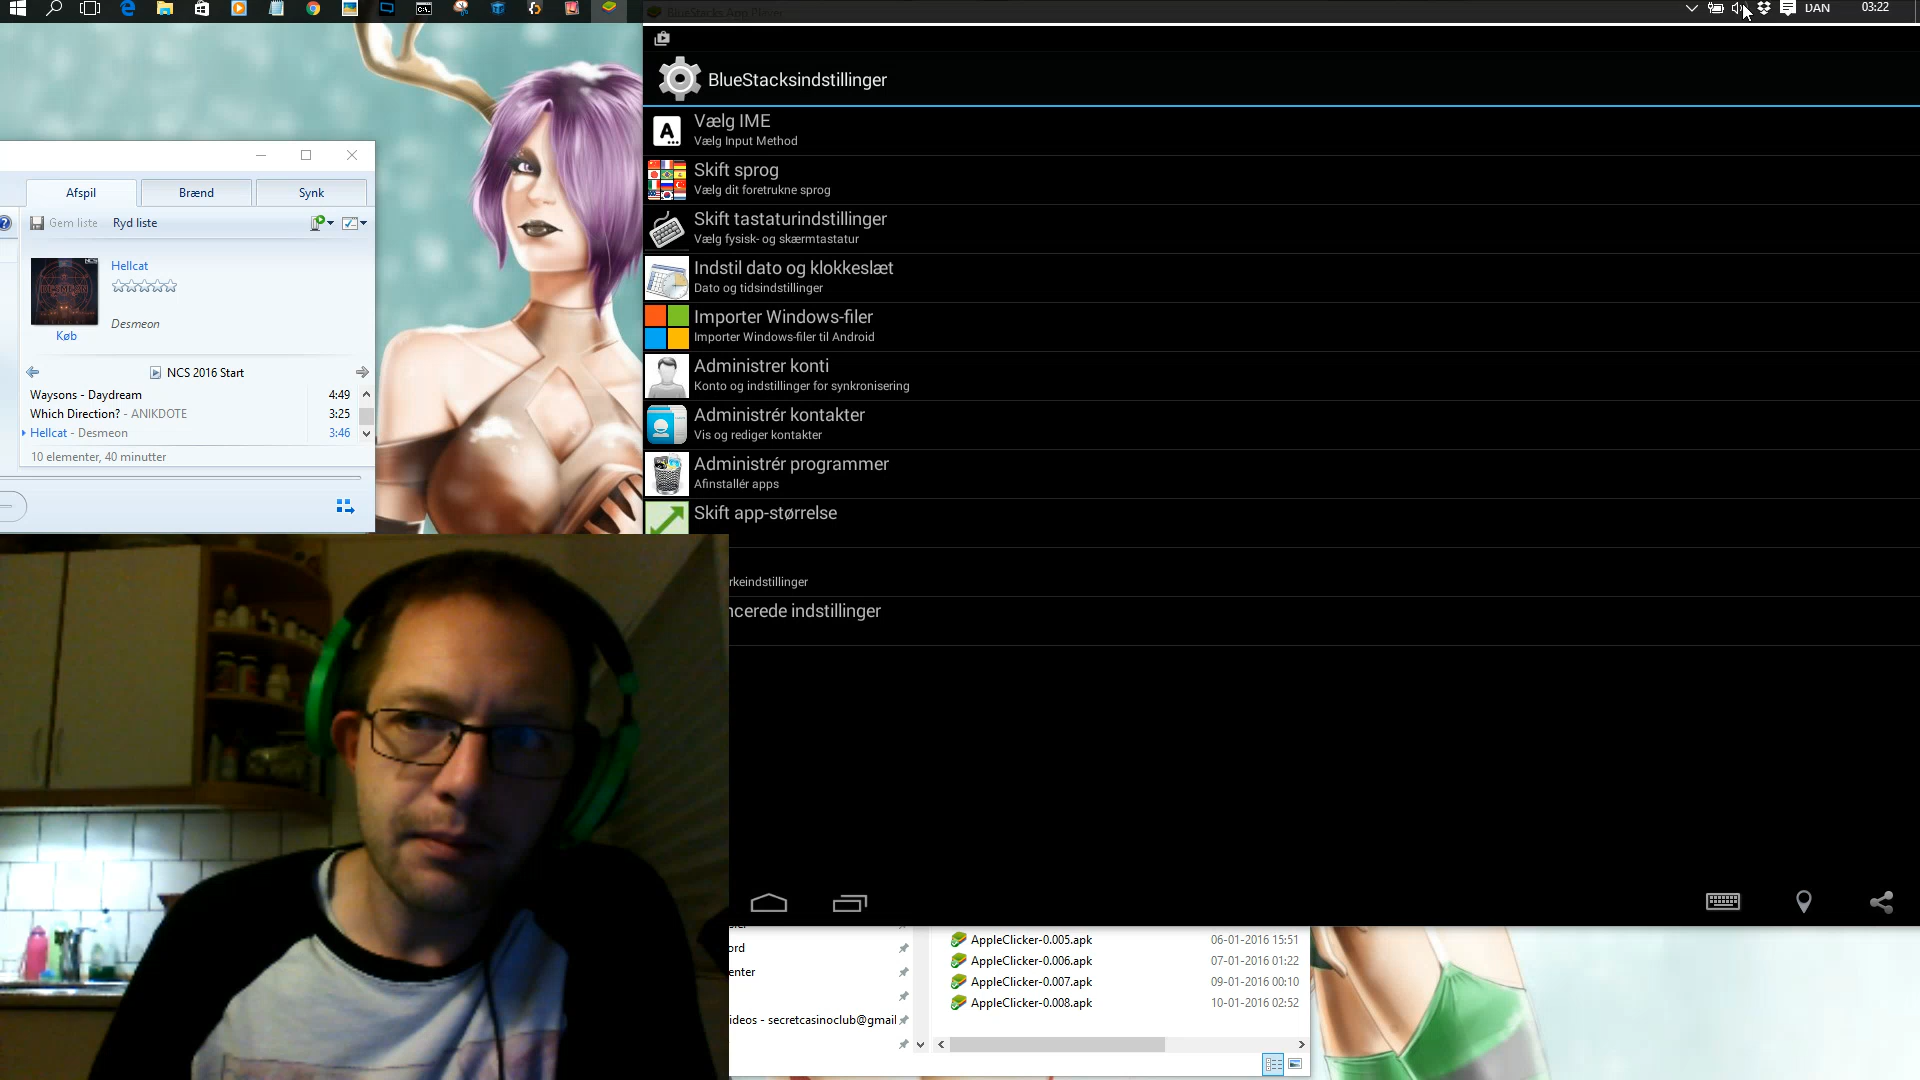 BlueStacks App Player
DAN
03:22
BlueStacksindstillinger
Vælg IME
Vælg Input Method
Skift sprog
Vælg dit foretrukne sprog
Skift tastaturindstillinger
Vælg fysisk- og skærmtastatur
Indstil dato og klokkeslæt
Dato og tidsindstillinger
Importer Windows-filer
Importer Windows-filer til Android
Administrer konti
Konto og indstillinger for synkronisering
Administrér kontakter
Vis og rediger kontakter
Administrér programmer
Afinstallér apps
Skift app-størrelse
rkeindstillinger
ncerede indstillinger
Afspil
Brænd
Synk
Gem liste
Ryd liste
Hellcat
Desmeon
Køb
NCS 2016 Start
Waysons - Daydream 4:49
Which Direction? - ANIKDOTE 3:25
Hellcat - Desmeon 3:46
10 elementer, 40 minutter
ord
enter
ideos - secretcasinoclub@gmail
AppleClicker-0.005.apk 06-01-2016 15:51
AppleClicker-0.006.apk 07-01-2016 01:22
AppleClicker-0.007.apk 09-01-2016 00:10
AppleClicker-0.008.apk 10-01-2016 02:52